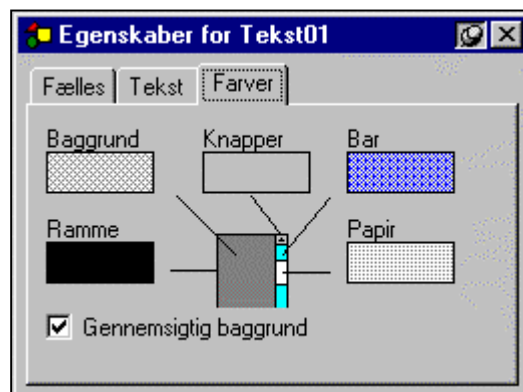 Egenskaber for Tekst01
Fælles Tekst Farver
Baggrund Knapper Bar
Ramme Papir
Gennemsigtig baggrund